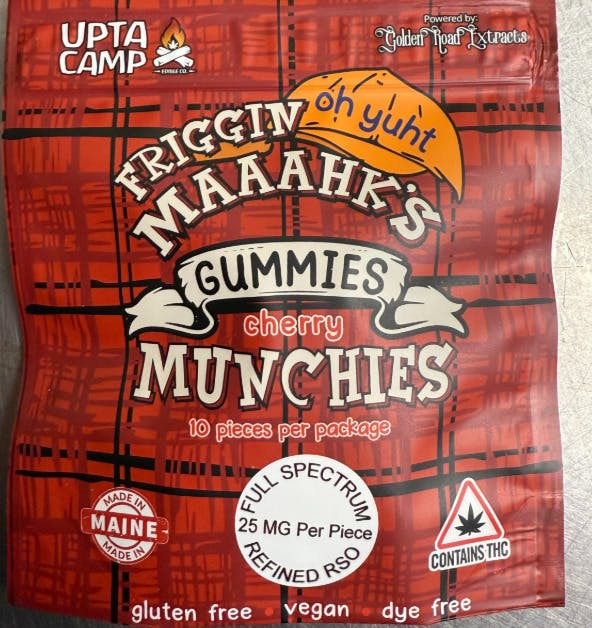 UPTA
CAMP
EDIBLE CO.
Powered by:
Golden Road Extracts
oh yuht
FRIGGIN
MAAAHK'S
GUMMIES
cherry
MUNCHIES
10 pieces per package
MADE IN
MAINE
MADE IN
FULL SPECTRUM
25 MG Per Piece
REFINED RSO
CONTAINS THC
gluten free • vegan • dye free